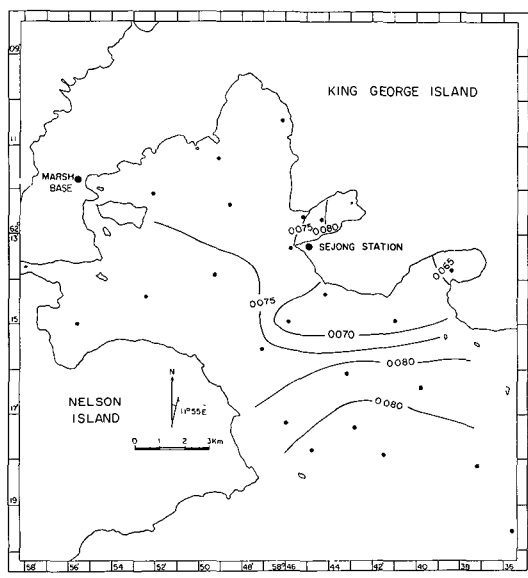 KING GEORGE ISLAND
09
11
MARSH
BASE
62°
13
0075
0080
SEJONG STATION
0.065
0075
15
0070
0080
N
NELSON
ISLAND
11°55'E
17
0080
0 1 2 3Km
19
58 56 54 52 50 48 58° 46 44 42 40 38 36